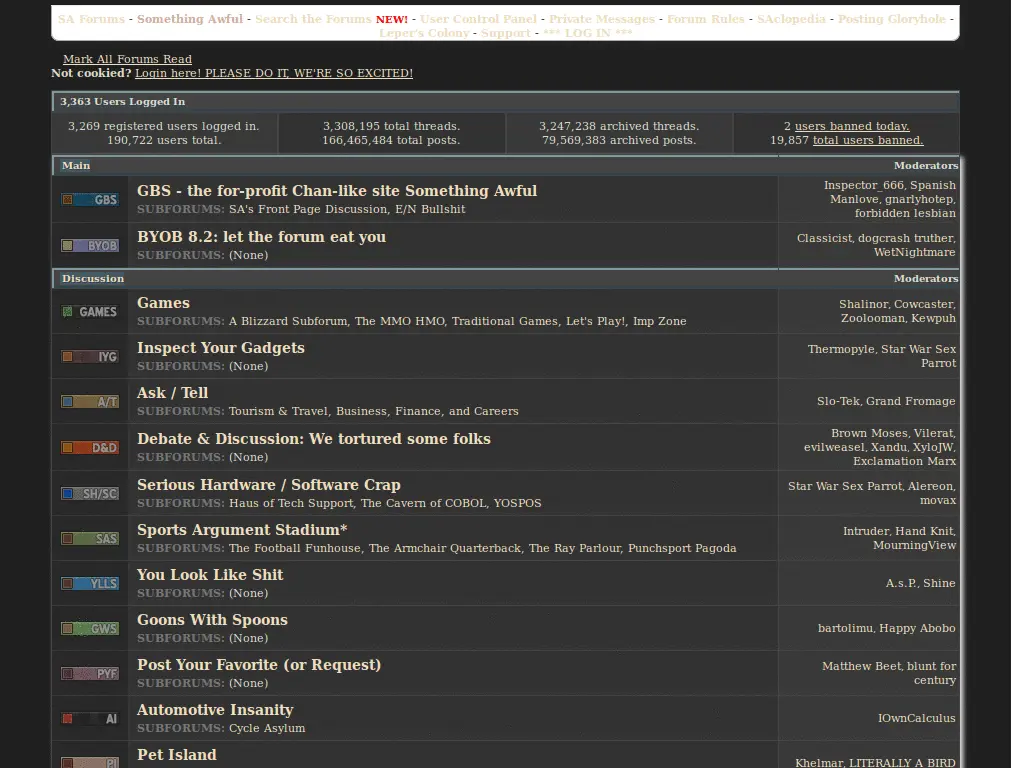 SA Forums - Something Awful - Search the Forums NEW! - User Control Panel - Private Messages - Forum Rules - SAclopedia - Posting Gloryhole -
Leper's Colony - Support - *** LOG IN ***
Mark All Forums Read
Not cookied? Login here! PLEASE DO IT, WE'RE SO EXCITED!
3,363 Users Logged In
3,269 registered users logged in.
190,722 users total.
3,308,195 total threads.
166,465,484 total posts.
3,247,238 archived threads.
79,569,383 archived posts.
2 users banned today.
19,857 total users banned.
Main
Moderators
GBS
GBS - the for-profit Chan-like site Something Awful
SUBFORUMS: SA's Front Page Discussion, E/N Bullshit
Inspector_666, Spanish
Manlove, gnarlyhotep,
forbidden lesbian
BYOB
BYOB 8.2: let the forum eat you
SUBFORUMS: (None)
Classicist, dogcrash truther,
WetNightmare
Discussion
Moderators
GAMES
Games
SUBFORUMS: A Blizzard Subforum, The MMO HMO, Traditional Games, Let's Play!, Imp Zone
Shalinor, Cowcaster,
Zoolooman, Kewpuh
IYG
Inspect Your Gadgets
SUBFORUMS: (None)
Thermopyle, Star War Sex
Parrot
A/T
Ask / Tell
SUBFORUMS: Tourism & Travel, Business, Finance, and Careers
Slo-Tek, Grand Fromage
D&D
Debate & Discussion: We tortured some folks
SUBFORUMS: (None)
Brown Moses, Vilerat,
evilweasel, Xandu, XyloJW,
Exclamation Marx
SH/SC
Serious Hardware / Software Crap
SUBFORUMS: Haus of Tech Support, The Cavern of COBOL, YOSPOS
Star War Sex Parrot, Alereon,
movax
SAS
Sports Argument Stadium*
SUBFORUMS: The Football Funhouse, The Armchair Quarterback, The Ray Parlour, Punchsport Pagoda
Intruder, Hand Knit,
MourningView
YLLS
You Look Like Shit
SUBFORUMS: (None)
A.s.P., Shine
GWS
Goons With Spoons
SUBFORUMS: (None)
bartolimu, Happy Abobo
PYF
Post Your Favorite (or Request)
SUBFORUMS: (None)
Matthew Beet, blunt for
century
AI
Automotive Insanity
SUBFORUMS: Cycle Asylum
IOwnCalculus
PI
Pet Island
Khelmar, LITERALLY A BIRD